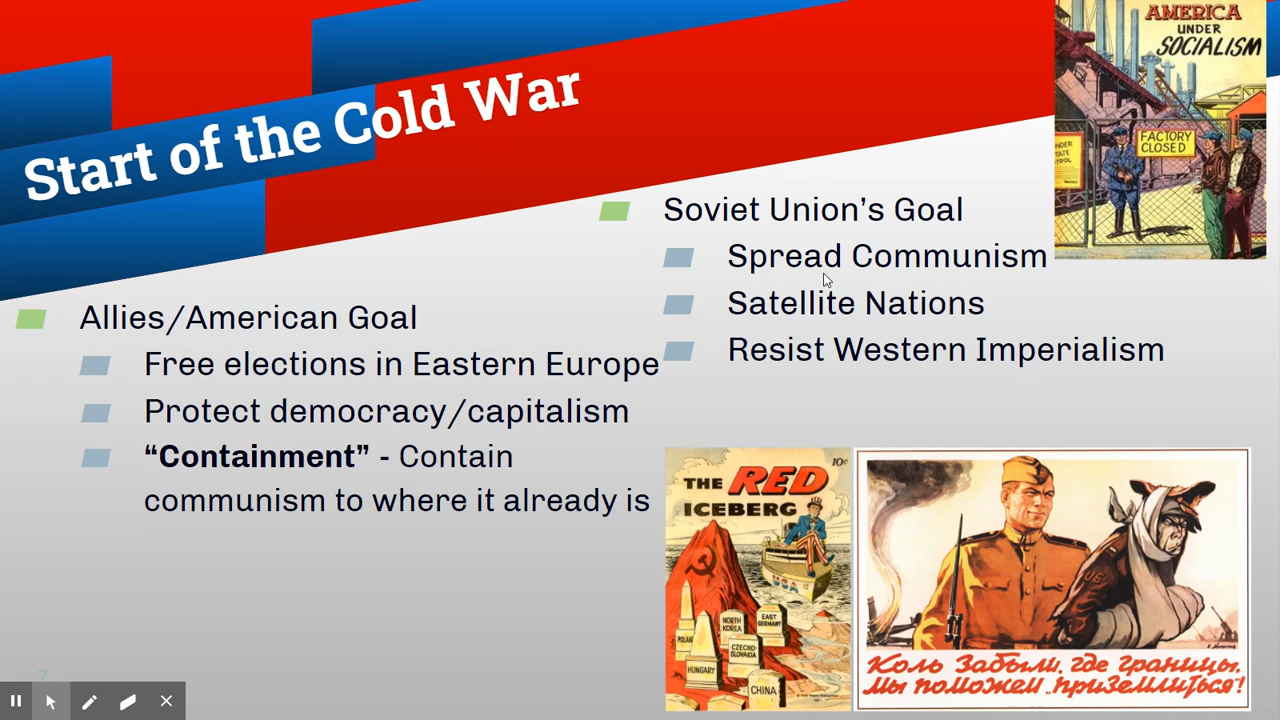 Start of the Cold War
AMERICA
UNDER
SOCIALISM
FACTORY
CLOSED
Soviet Union's Goal
Spread Communism
Satellite Nations
Resist Western Imperialism
Allies/American Goal
Free elections in Eastern Europe
Protect democracy/capitalism
“Containment” - Contain
communism to where it already is
10¢
THE RED
ICEBERG
USA
NORTH
KOREA
EAST
GERMANY
POLAND
CZECHO-
SLOVAKIA
HUNGARY
CHINA
Коль забыли, где границы,
мы поможем „приземлиться“!
7